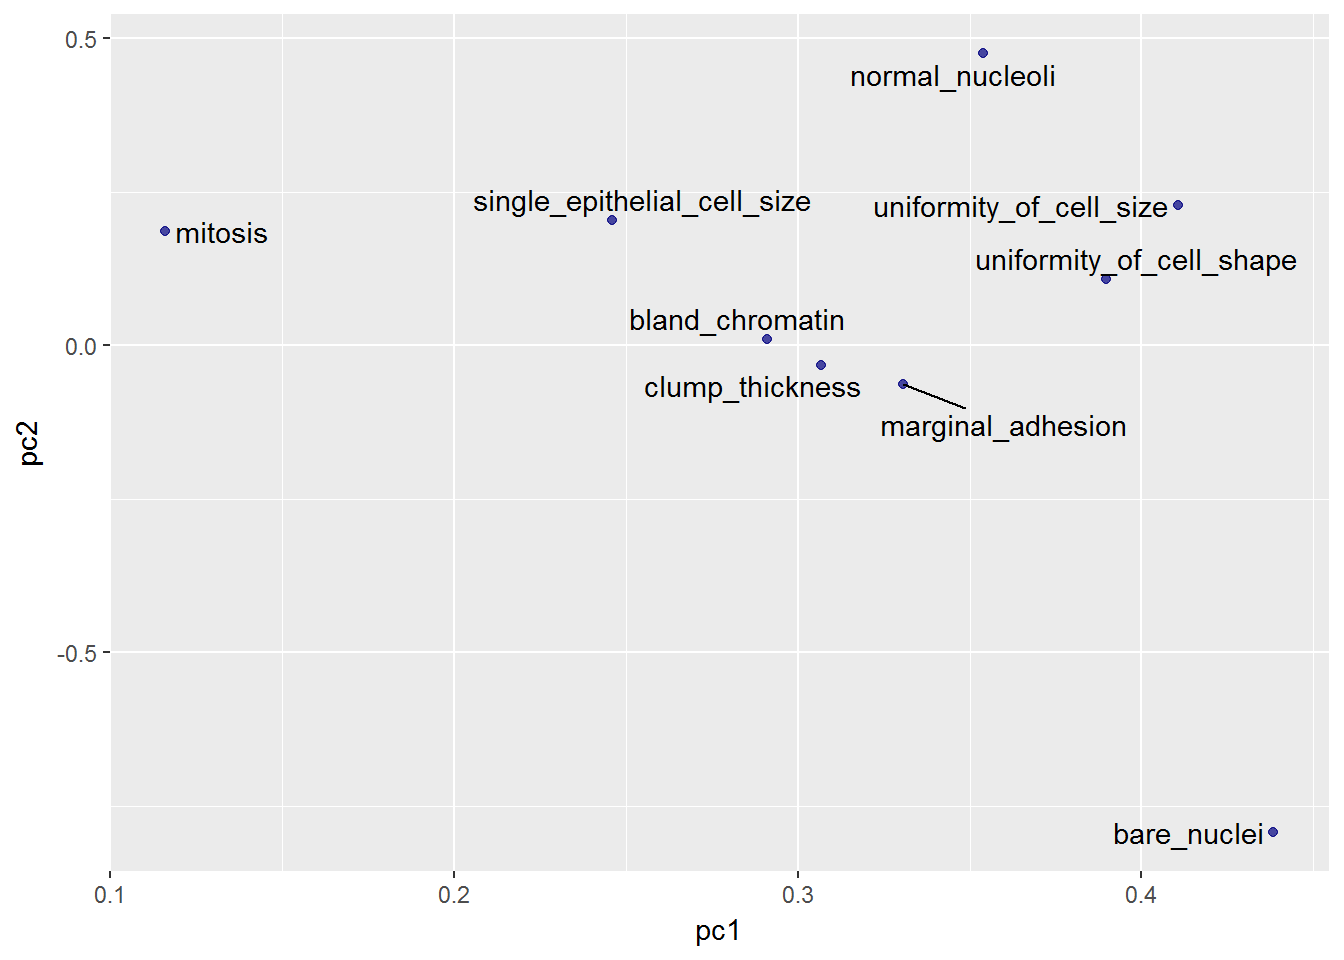 0.5
normal_nucleoli
single_epithelial_cell_size
uniformity_of_cell_size
mitosis
uniformity_of_cell_shape
bland_chromatin
0.0
clump_thickness
marginal_adhesion
pc2
-0.5
bare_nuclei
0.1 0.2 0.3 0.4
pc1